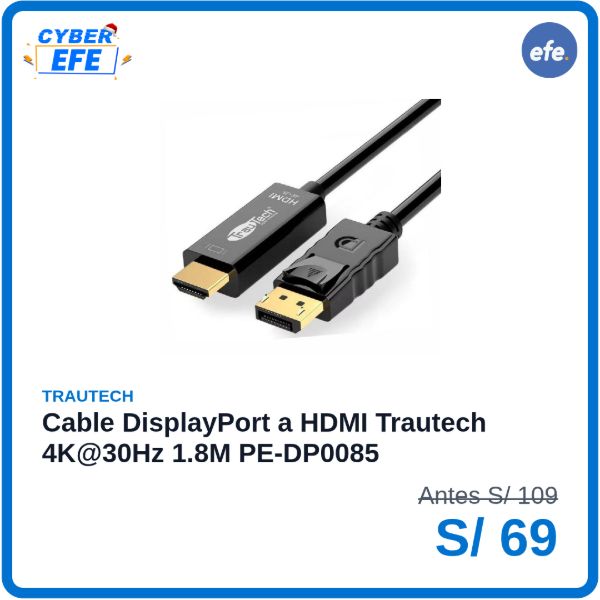 CYBER
EFE
efe.
HDMI
TrauTech
TRAUTECH
Cable DisplayPort a HDMI Trautech
4K@30Hz 1.8M PE-DP0085
Antes S/ 109
S/ 69